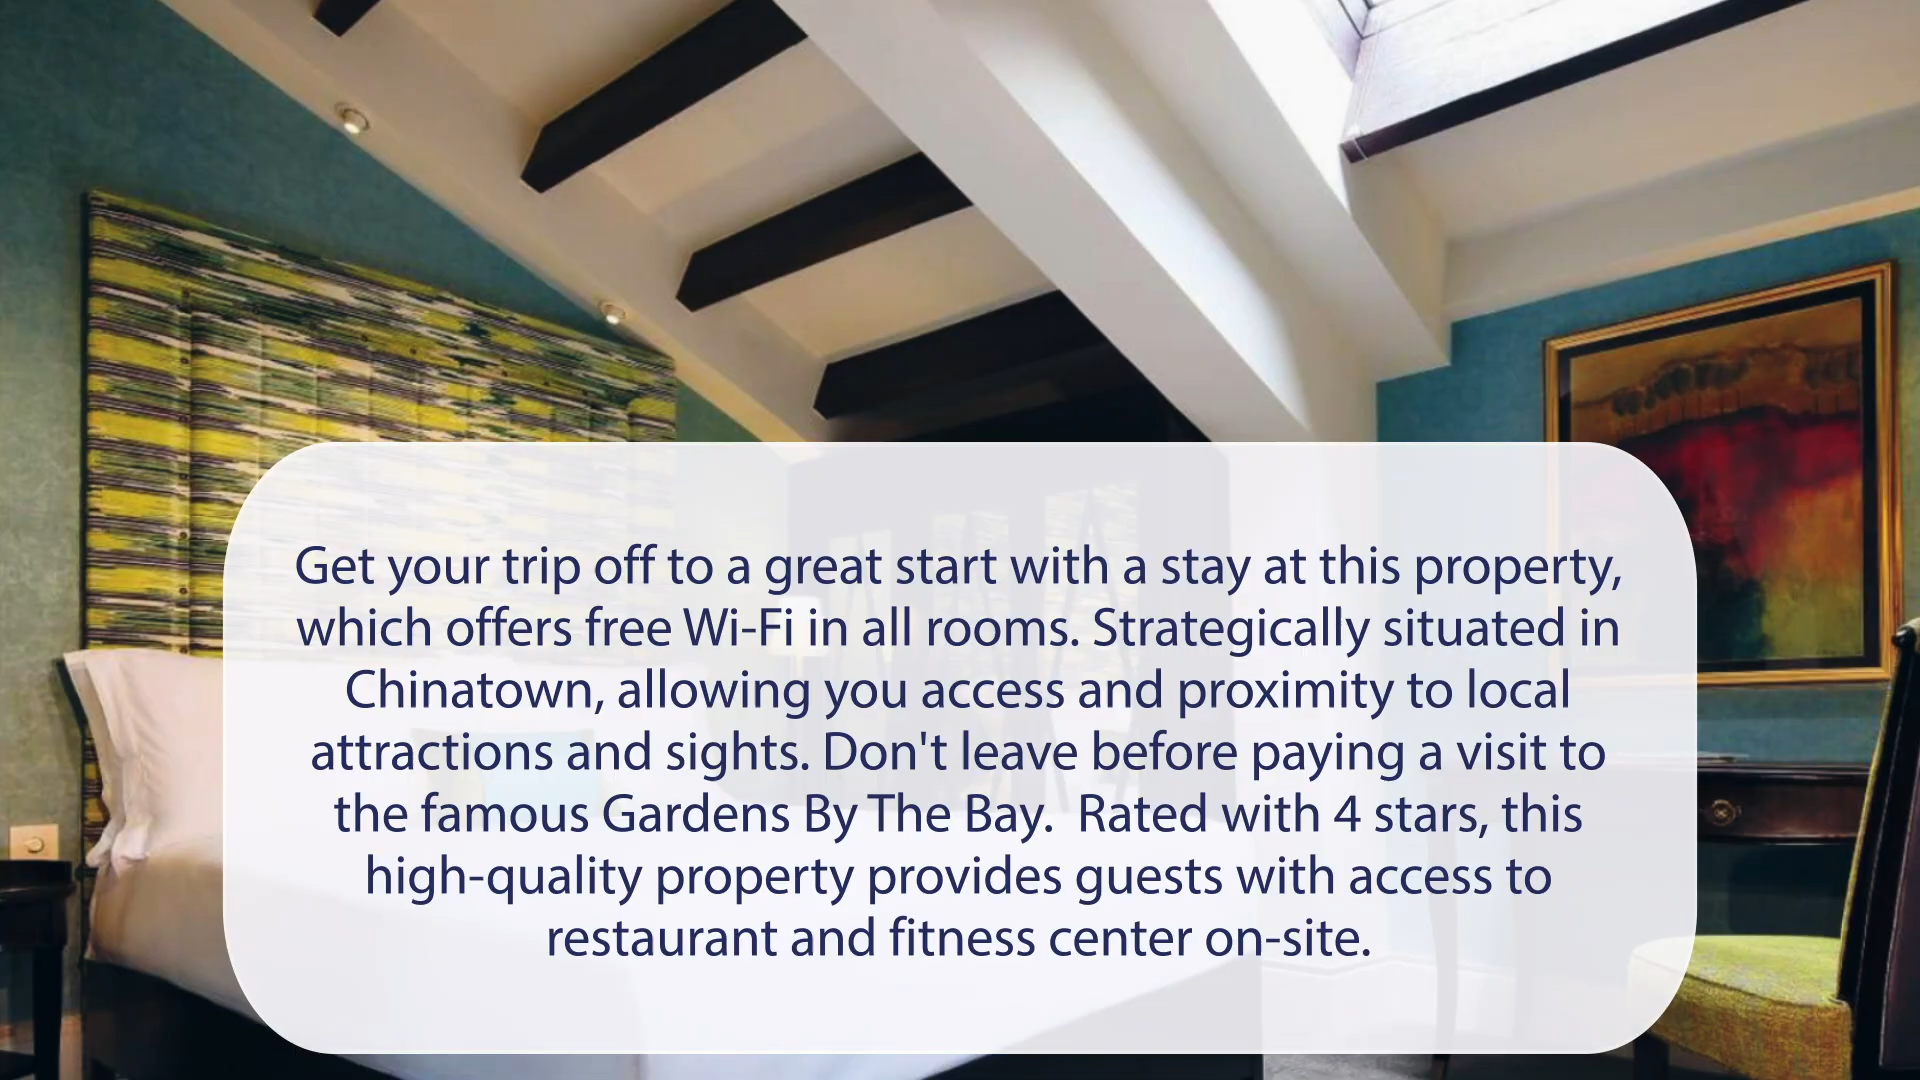 Get your trip off to a great start with a stay at this property,
which offers free Wi-Fi in all rooms. Strategically situated in
Chinatown, allowing you access and proximity to local
attractions and sights. Don't leave before paying a visit to
the famous Gardens By The Bay.  Rated with 4 stars, this
high-quality property provides guests with access to
restaurant and fitness center on-site.